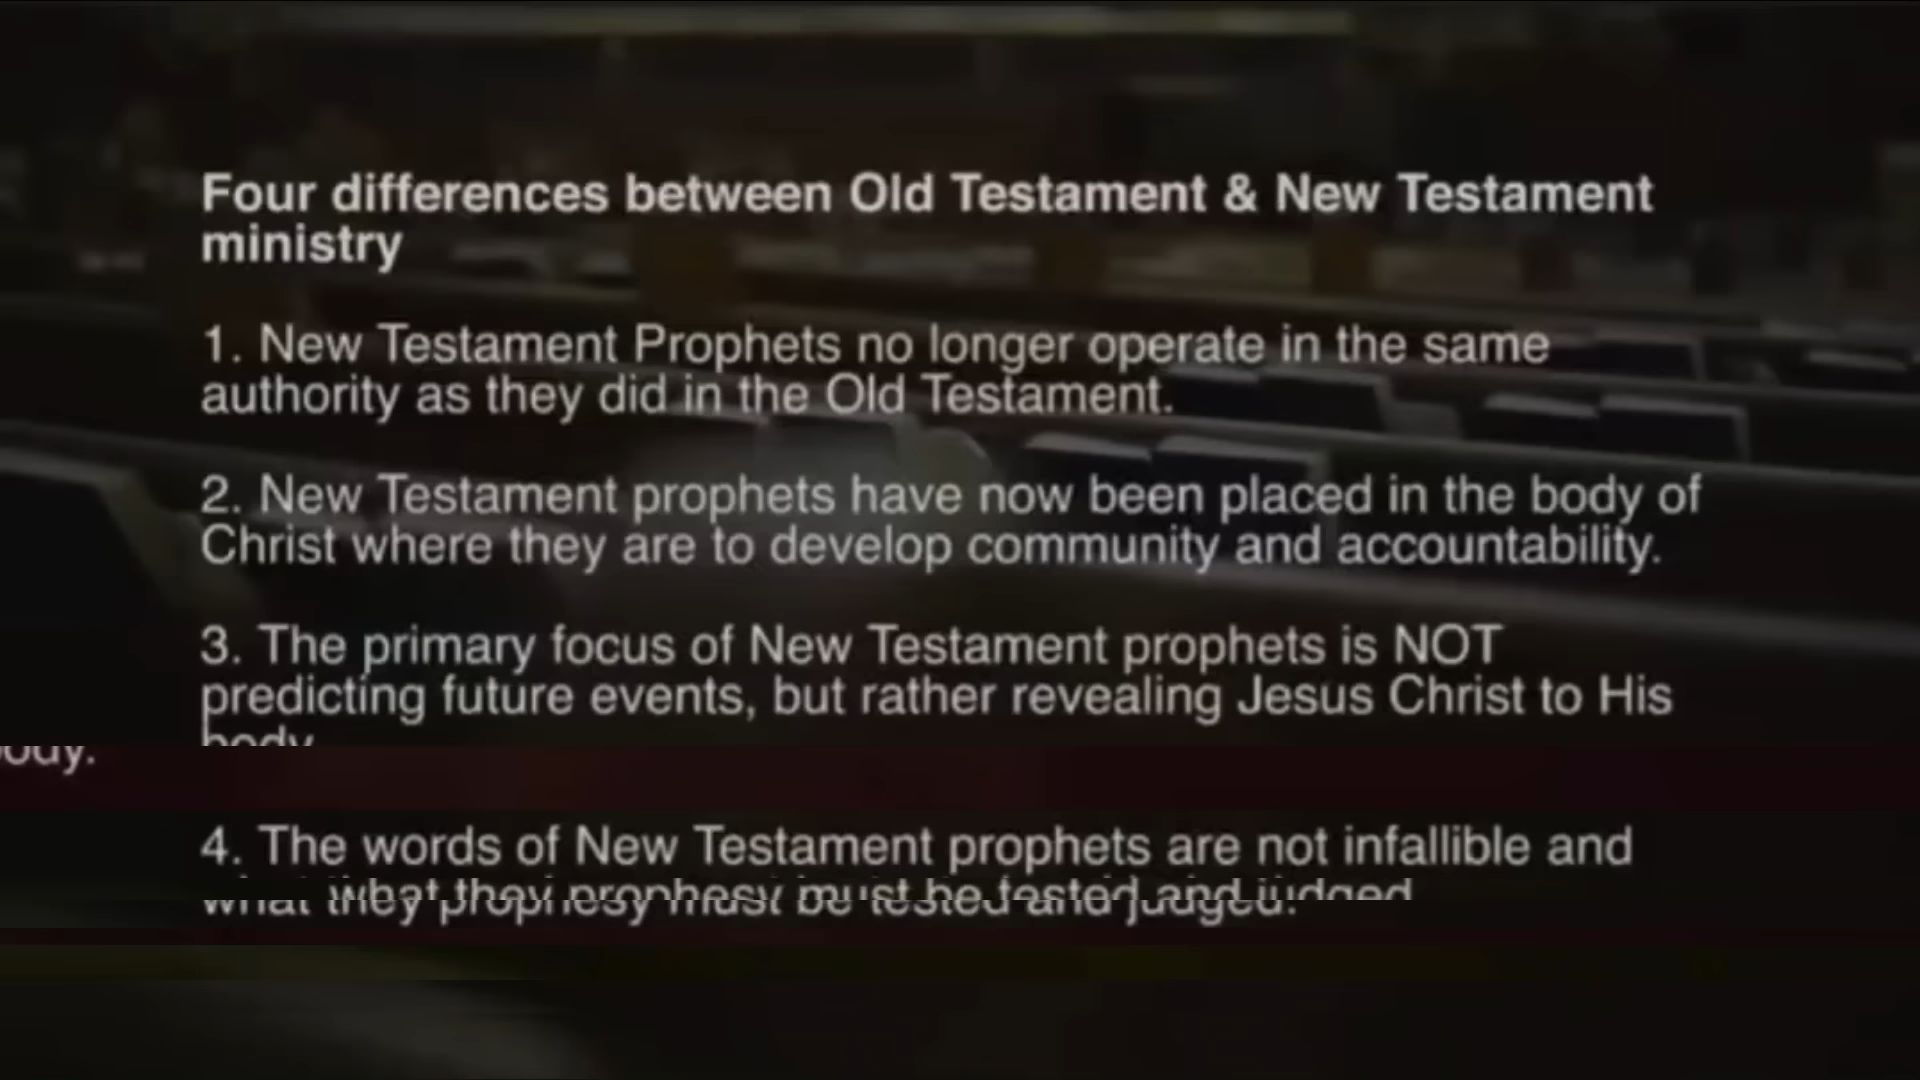 Four differences between Old Testament & New Testament
ministry
1. New Testament Prophets no longer operate in the same
authority as they did in the Old Testament.
2. New Testament prophets have now been placed in the body of
Christ where they are to develop community and accountability.
3. The primary focus of New Testament prophets is NOT
predicting future events, but rather revealing Jesus Christ to His
body.
4. The words of New Testament prophets are not infallible and
what they prophesy must be tested and judged.